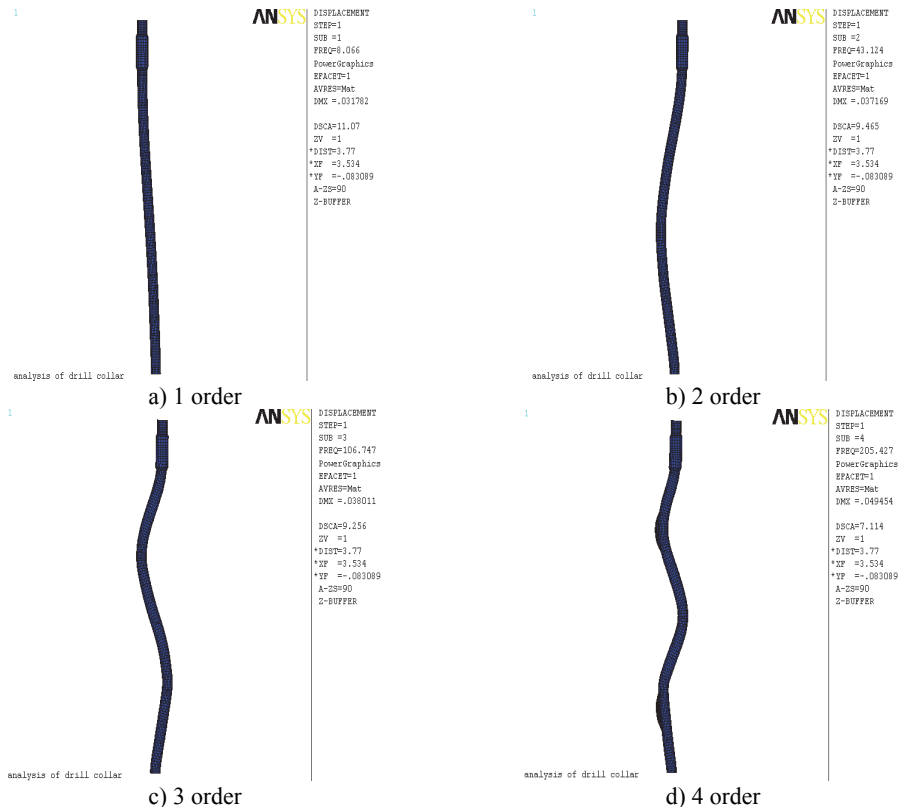 1
ANSYS
DISPLACEMENT
STEP=1
SUB =1
FREQ=8.066
PowerGraphics
EFACET=1
AVRES=Mat
DMX =.031782
DSCA=11.07
ZV =1
*DIST=3.77
*XF =3.534
*YF =-.083089
A-ZS=90
Z-BUFFER
analysis of drill collar
a) 1 order
1
ANSYS
DISPLACEMENT
STEP=1
SUB =2
FREQ=43.124
PowerGraphics
EFACET=1
AVRES=Mat
DMX =.037169
DSCA=9.465
ZV =1
*DIST=3.77
*XF =3.534
*YF =-.083089
A-ZS=90
Z-BUFFER
analysis of drill collar
b) 2 order
1
ANSYS
DISPLACEMENT
STEP=1
SUB =3
FREQ=106.747
PowerGraphics
EFACET=1
AVRES=Mat
DMX =.038011
DSCA=9.256
ZV =1
*DIST=3.77
*XF =3.534
*YF =-.083089
A-ZS=90
Z-BUFFER
analysis of drill collar
c) 3 order
1
ANSYS
DISPLACEMENT
STEP=1
SUB =4
FREQ=205.427
PowerGraphics
EFACET=1
AVRES=Mat
DMX =.049454
DSCA=7.114
ZV =1
*DIST=3.77
*XF =3.534
*YF =-.083089
A-ZS=90
Z-BUFFER
analysis of drill collar
d) 4 order